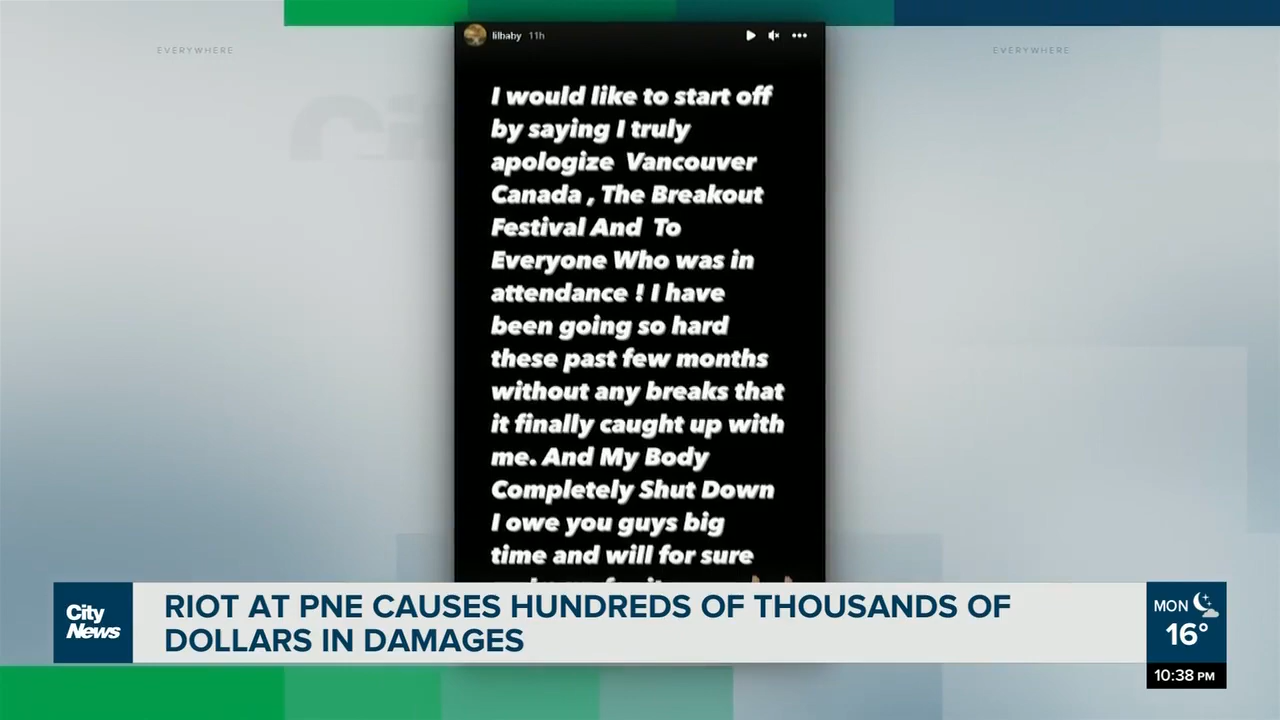 EVERYWHERE
EVERYWHERE
lilbaby 11h
I would like to start off
by saying I truly
apologize Vancouver
Canada , The Breakout
Festival And To
Everyone Who was in
attendance ! I have
been going so hard
these past few months
without any breaks that
it finally caught up with
me. And My Body
Completely Shut Down
I owe you guys big
time and will for sure
City
News
RIOT AT PNE CAUSES HUNDREDS OF THOUSANDS OF
DOLLARS IN DAMAGES
MON
16°
10:38 PM